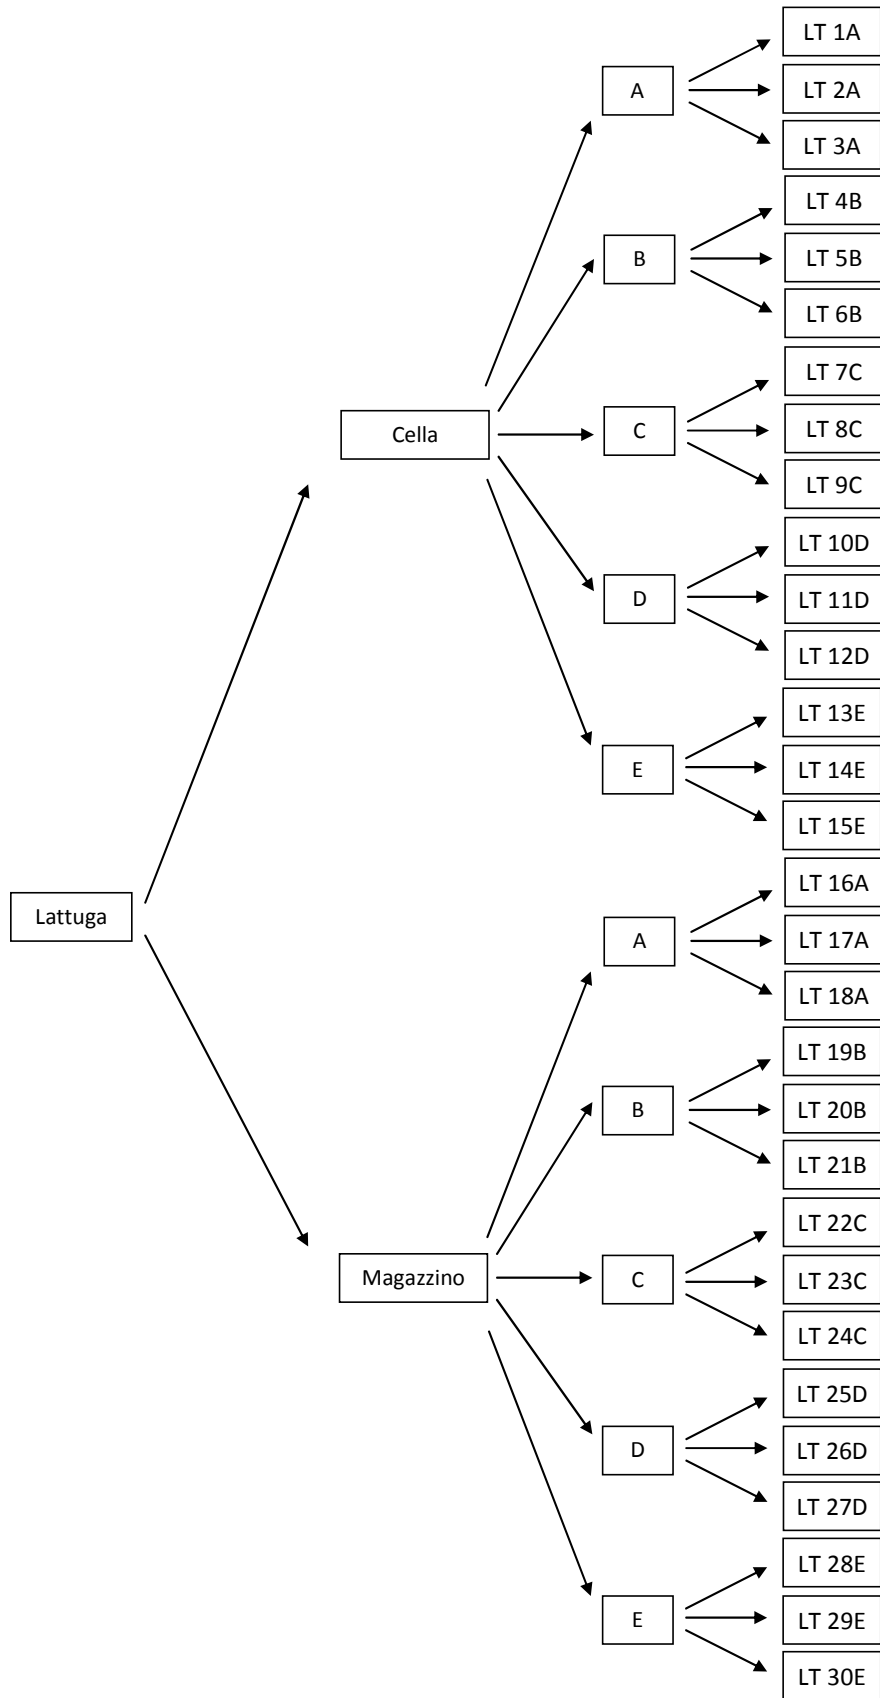 LT 1A
A
LT 2A
LT 3A
LT 4B
B
LT 5B
LT 6B
LT 7C
Cella
C
LT 8C
LT 9C
LT 10D
D
LT 11D
LT 12D
LT 13E
E
LT 14E
LT 15E
LT 16A
Lattuga
A
LT 17A
LT 18A
LT 19B
B
LT 20B
LT 21B
LT 22C
Magazzino
C
LT 23C
LT 24C
LT 25D
D
LT 26D
LT 27D
LT 28E
E
LT 29E
LT 30E